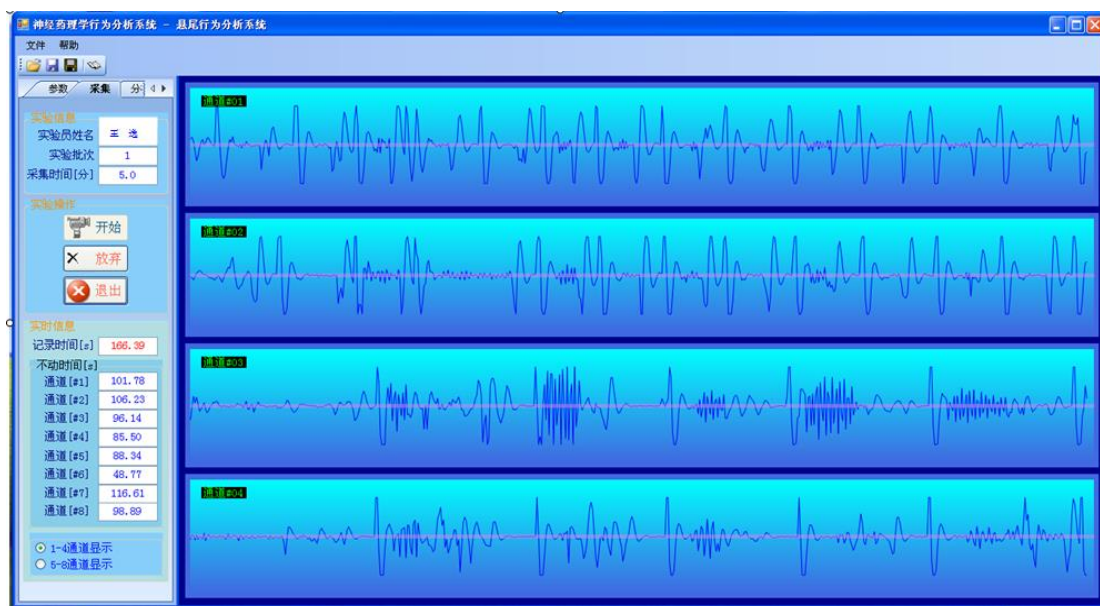 神经药理学行为分析系统 - 悬尾行为分析系统
文件 帮助
参数 采集 分
实验信息
实验员姓名
实验批次 1
采集时间[分] 5.0
实验操作
开始
放弃
退出
实时信息
记录时间[s] 166.39
不动时间[s]
通道[#1] 101.78
通道[#2] 106.23
通道[#3] 96.14
通道[#4] 85.50
通道[#5] 88.34
通道[#6] 48.77
通道[#7] 116.61
通道[#8] 98.89
1-4通道显示
5-8通道显示
通道#01
通道#02
通道#03
通道#04